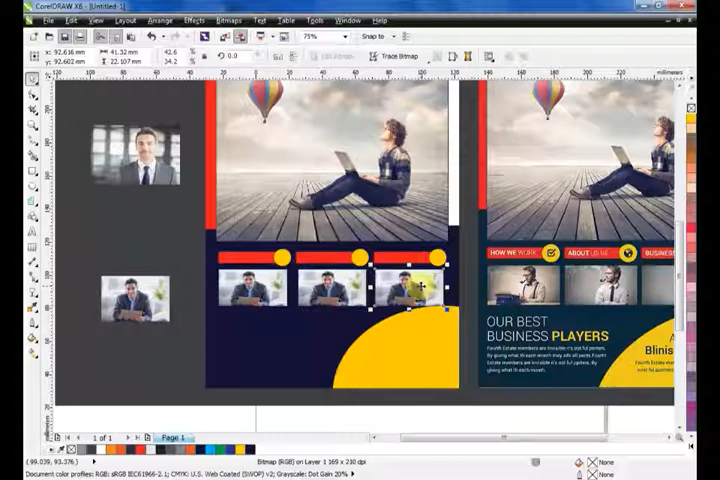 CorelDRAW X6 - [Untitled-1]
File Edit View Layout Arrange Effects Bitmaps Text Table Tools Window Help
75% Snap to
x: 92.616 mm 41.32 mm 42.6 % 0.0 Trace Bitmap
y: 92.602 mm 22.107 mm 34.2 %
millimeters
HOW WE WORK ABOUT US RE BUSINESS
OUR BEST
BUSINESS PLAYERS
Blinis
1 of 1 Page 1
(99.039, 93.376) Bitmap (RGB) on Layer 1 169 x 210 dpi None
Document color profiles: RGB: sRGB IEC61966-2.1; CMYK: U.S. Web Coated (SWOP) v2; Grayscale: Dot Gain 20% None